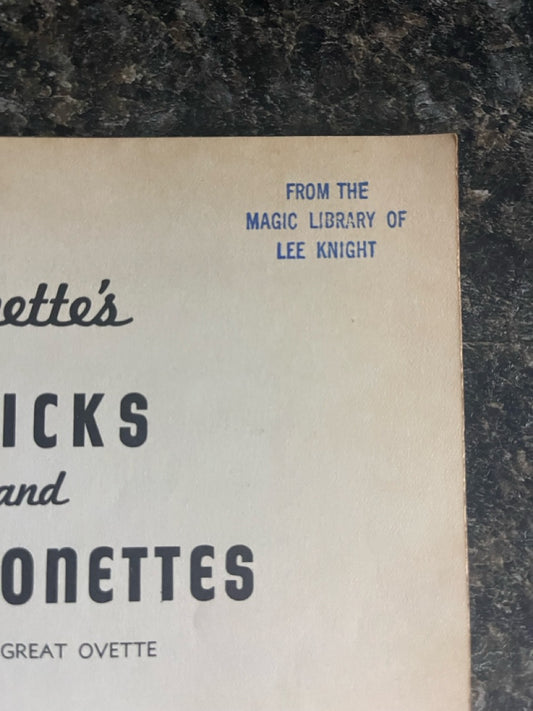 FROM THE
MAGIC LIBRARY OF
LEE KNIGHT
ette's
ICKS
and
ONETTES
GREAT OVETTE